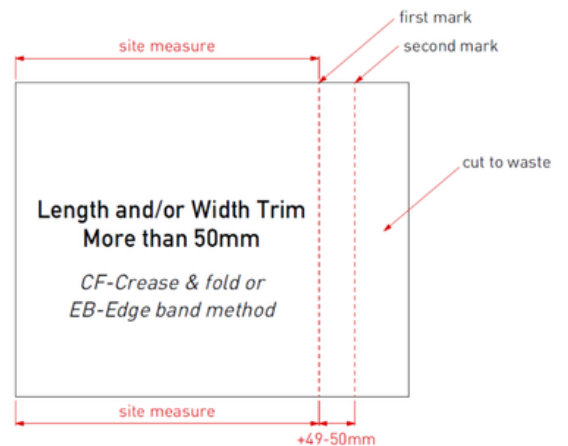 first mark
site measure
second mark
cut to waste
Length and/or Width Trim
More than 50mm
CF-Crease & fold or
EB-Edge band method
site measure
+49-50mm